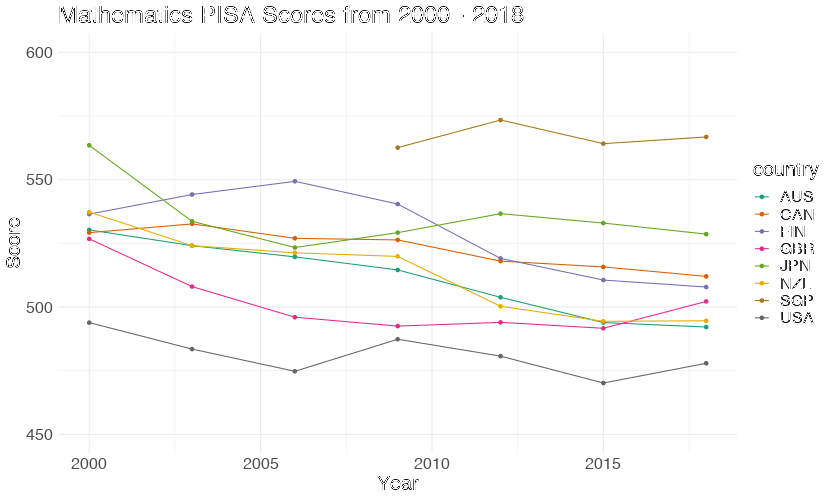 Mathematics PISA Scores from 2000 - 2018
600
550
500
450
Score
2000 2005 2010 2015
Year
country
AUS
CAN
FIN
GBR
JPN
NZL
SGP
USA